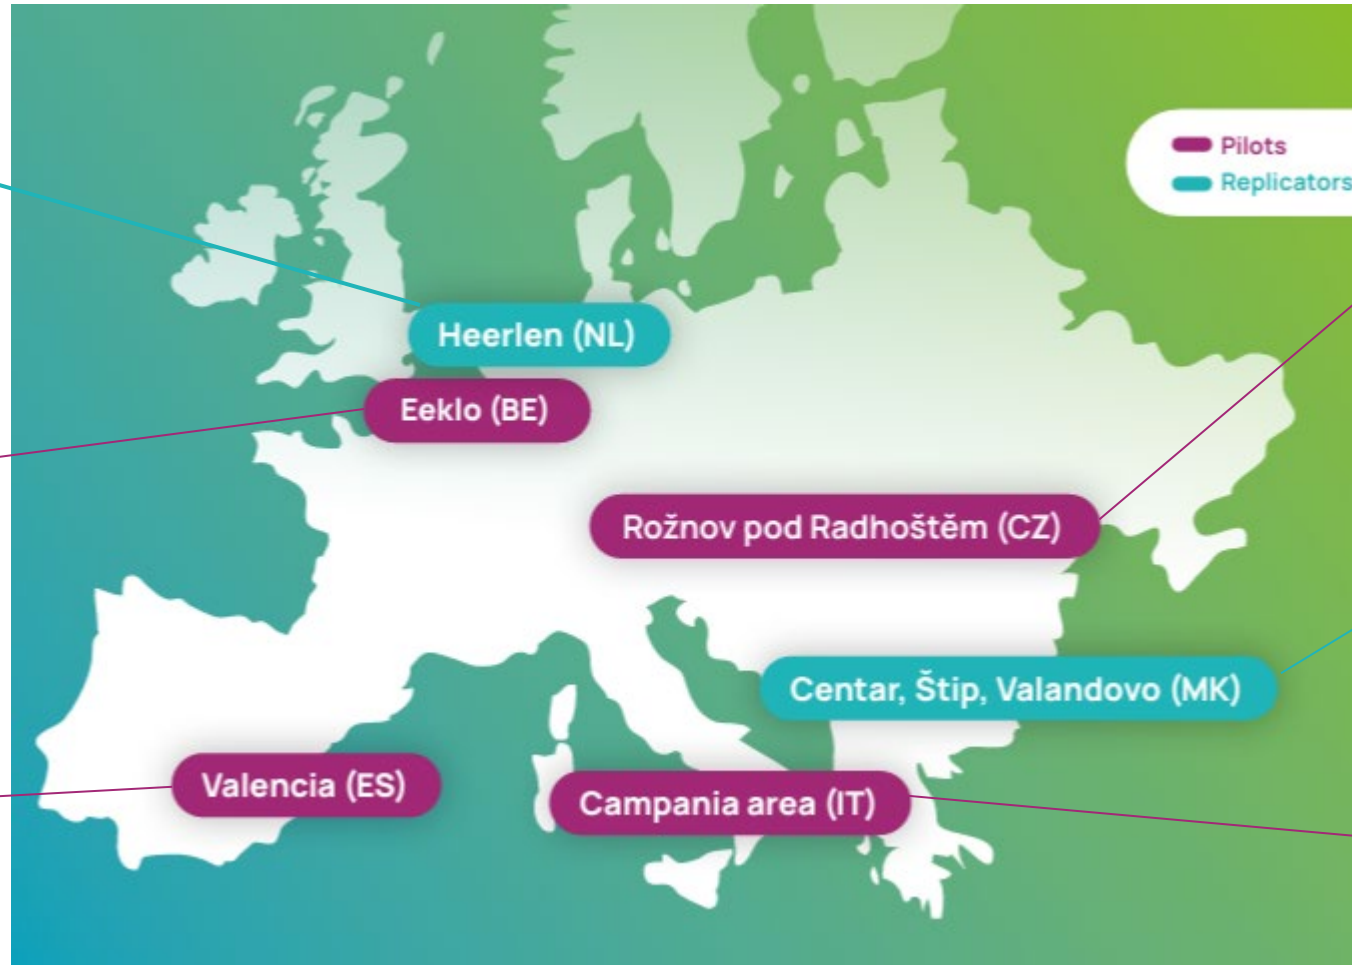 Pilots
Replicators
Heerlen (NL)
Eeklo (BE)
Rožnov pod Radhoštěm (CZ)
Centar, Štip, Valandovo (MK)
Valencia (ES)
Campania area (IT)